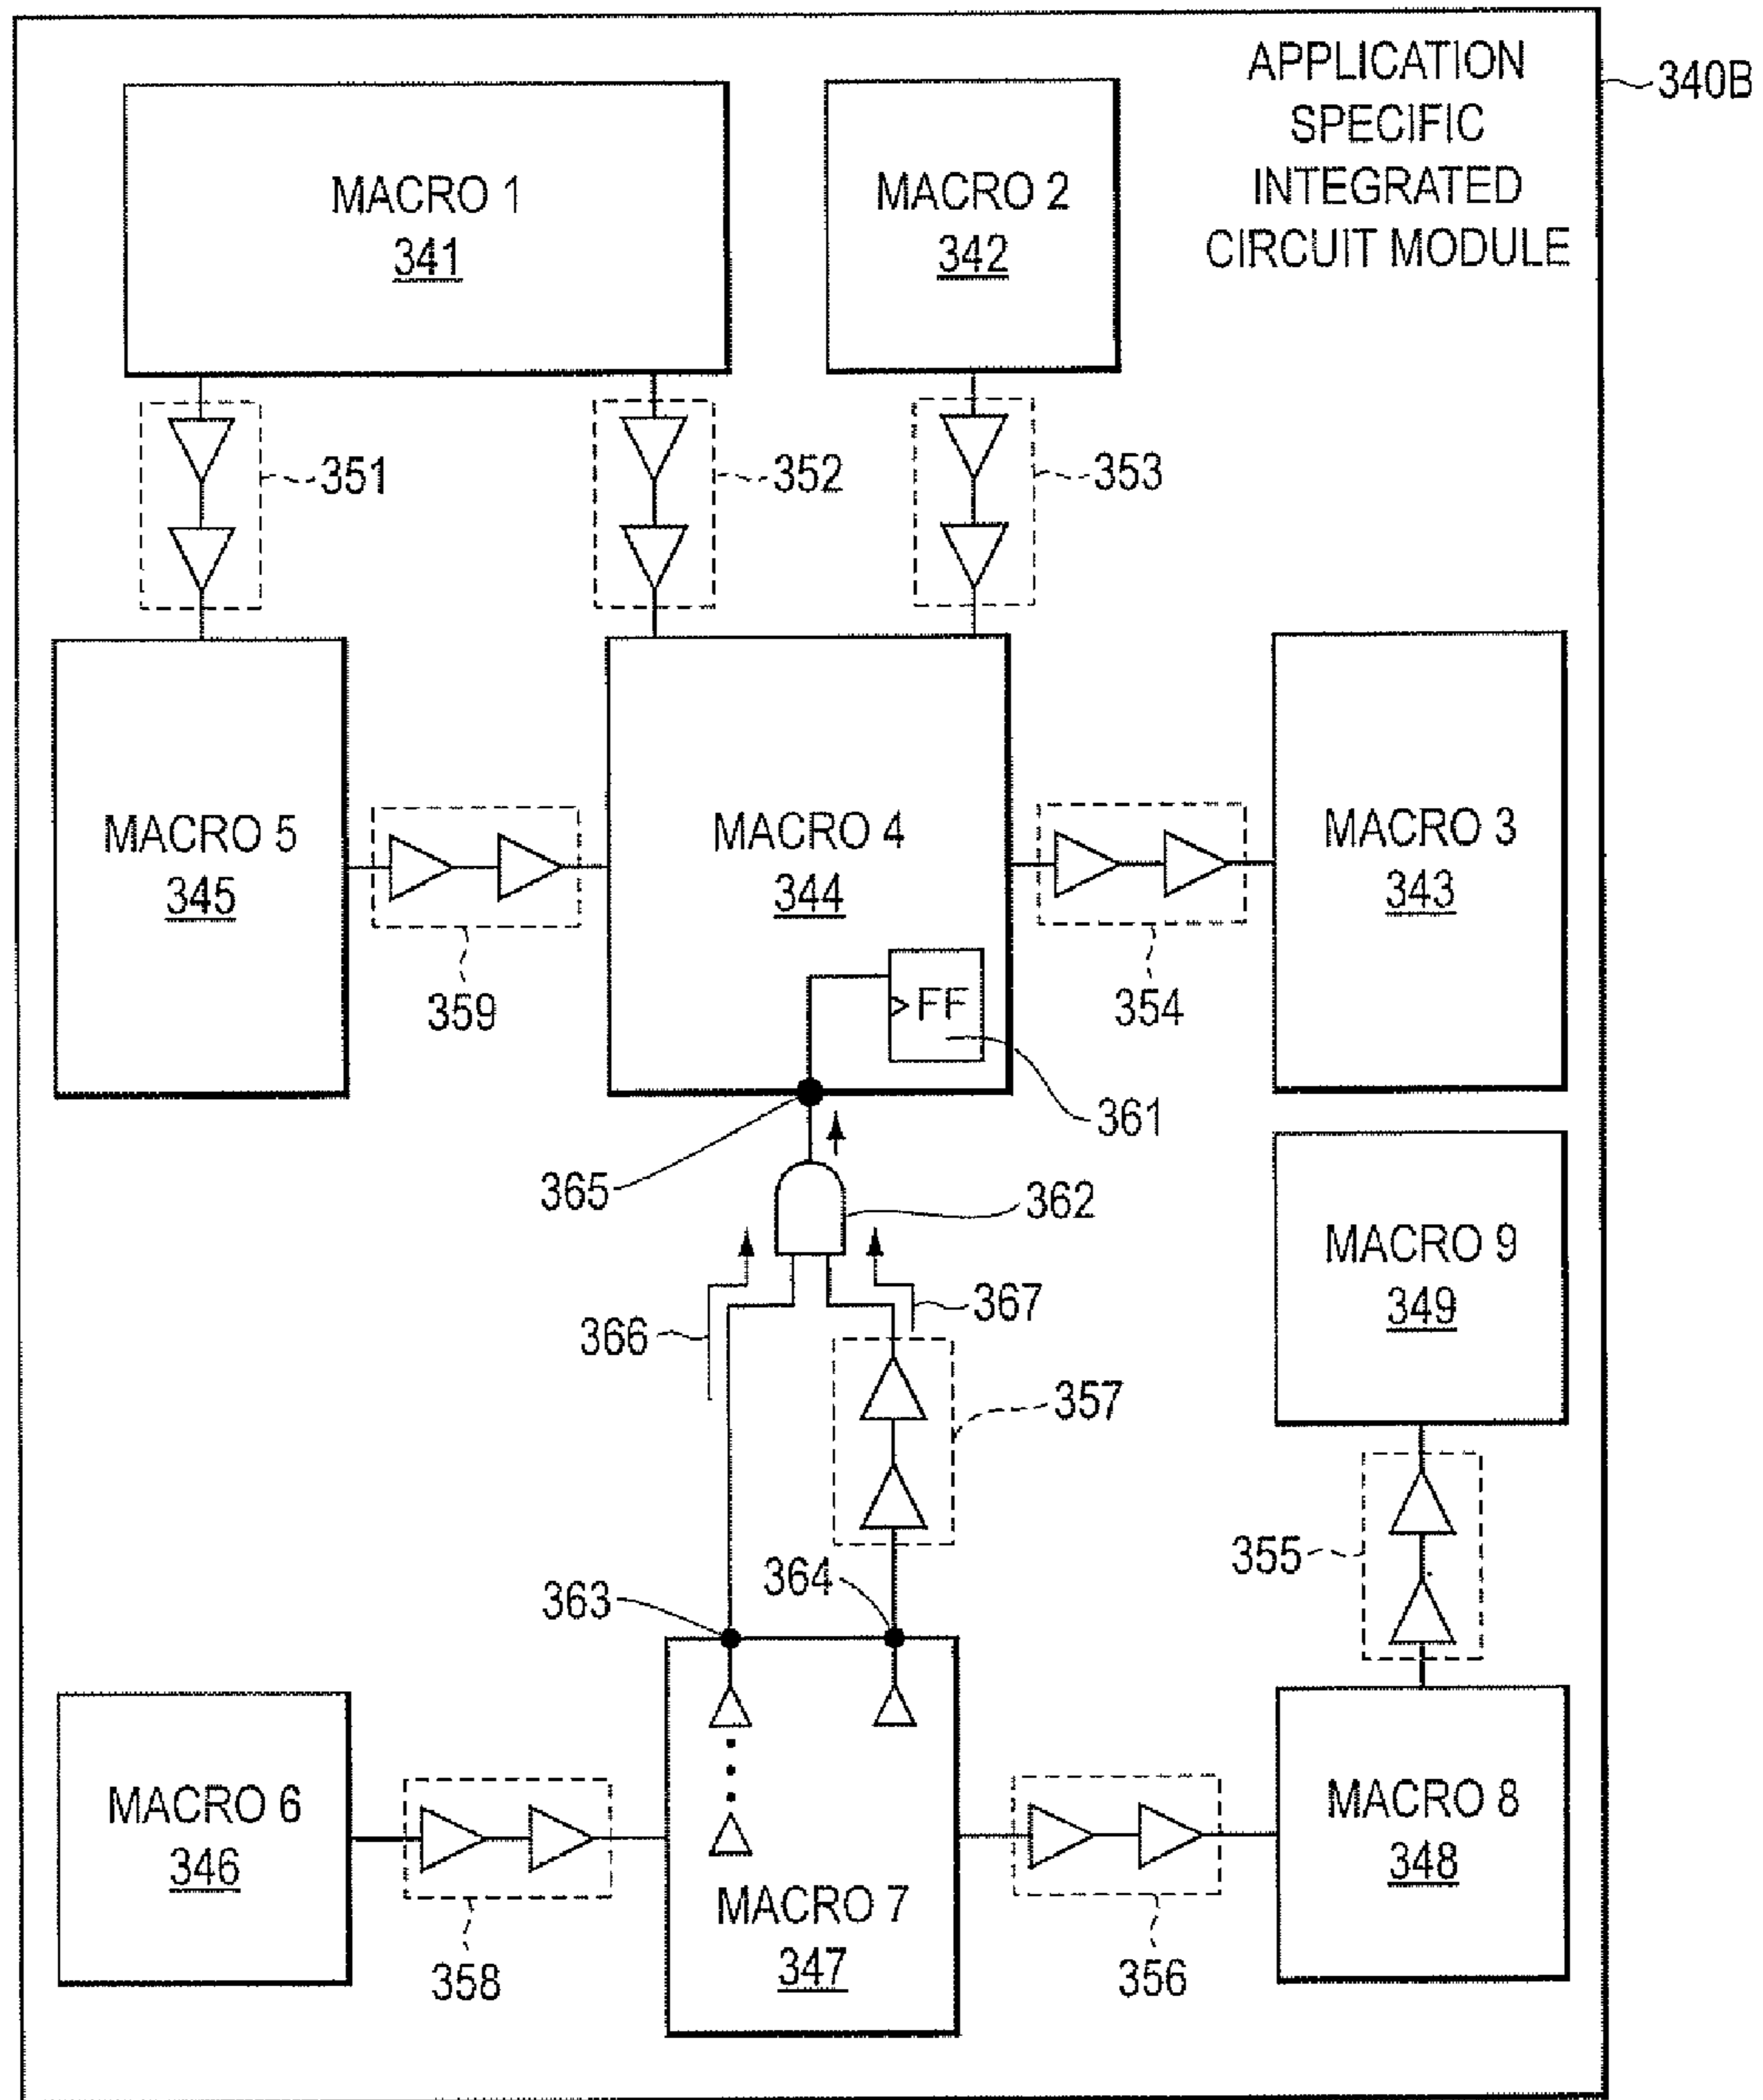 APPLICATION
SPECIFIC
INTEGRATED
CIRCUIT MODULE
340B
MACRO 1
341
MACRO 2
342
351
352
353
MACRO 5
345
MACRO 4
344
MACRO 3
343
359
354
FF
361
365
362
MACRO 9
349
366
367
357
355
363
364
MACRO 6
346
MACRO 7
347
MACRO 8
348
358
356